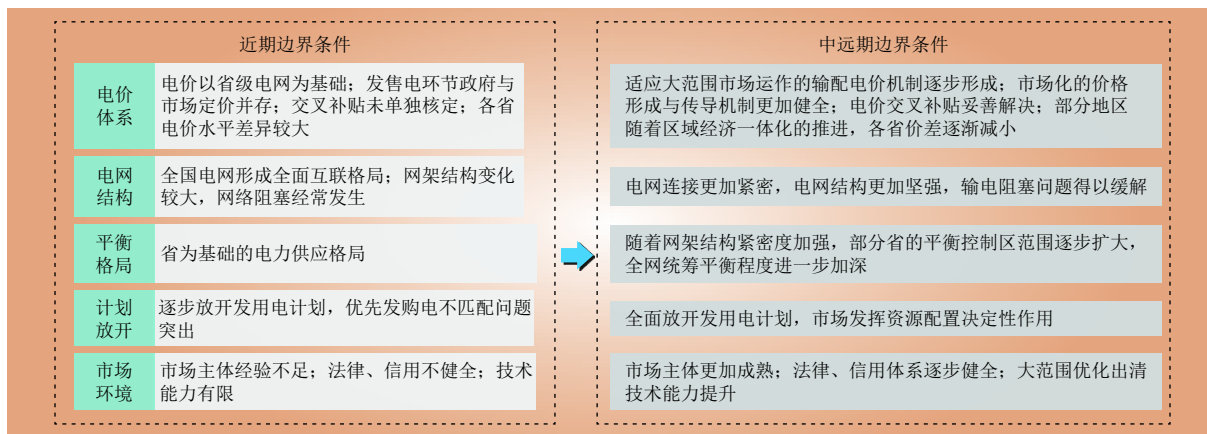 近期边界条件
电价
体系
电价以省级电网为基础；发售电环节政府与
市场定价并存；交叉补贴未单独核定；各省
电价水平差异较大
电网
结构
全国电网形成全面互联格局；网架结构变化
较大，网络阻塞经常发生
平衡
格局
省为基础的电力供应格局
计划
放开
逐步放开发用电计划，优先发购电不匹配问题
突出
市场
环境
市场主体经验不足；法律、信用不健全；技术
能力有限
中远期边界条件
适应大范围市场运作的输配电价机制逐步形成；市场化的价格
形成与传导机制更加健全；电价交叉补贴妥善解决；部分地区
随着区域经济一体化的推进，各省价差逐渐减小
电网连接更加紧密，电网结构更加坚强，输电阻塞问题得以缓解
随着网架结构紧密度加强，部分省的平衡控制区范围逐步扩大，
全网统筹平衡程度进一步加深
全面放开发用电计划，市场发挥资源配置决定性作用
市场主体更加成熟；法律、信用体系逐步健全；大范围优化出清
技术能力提升